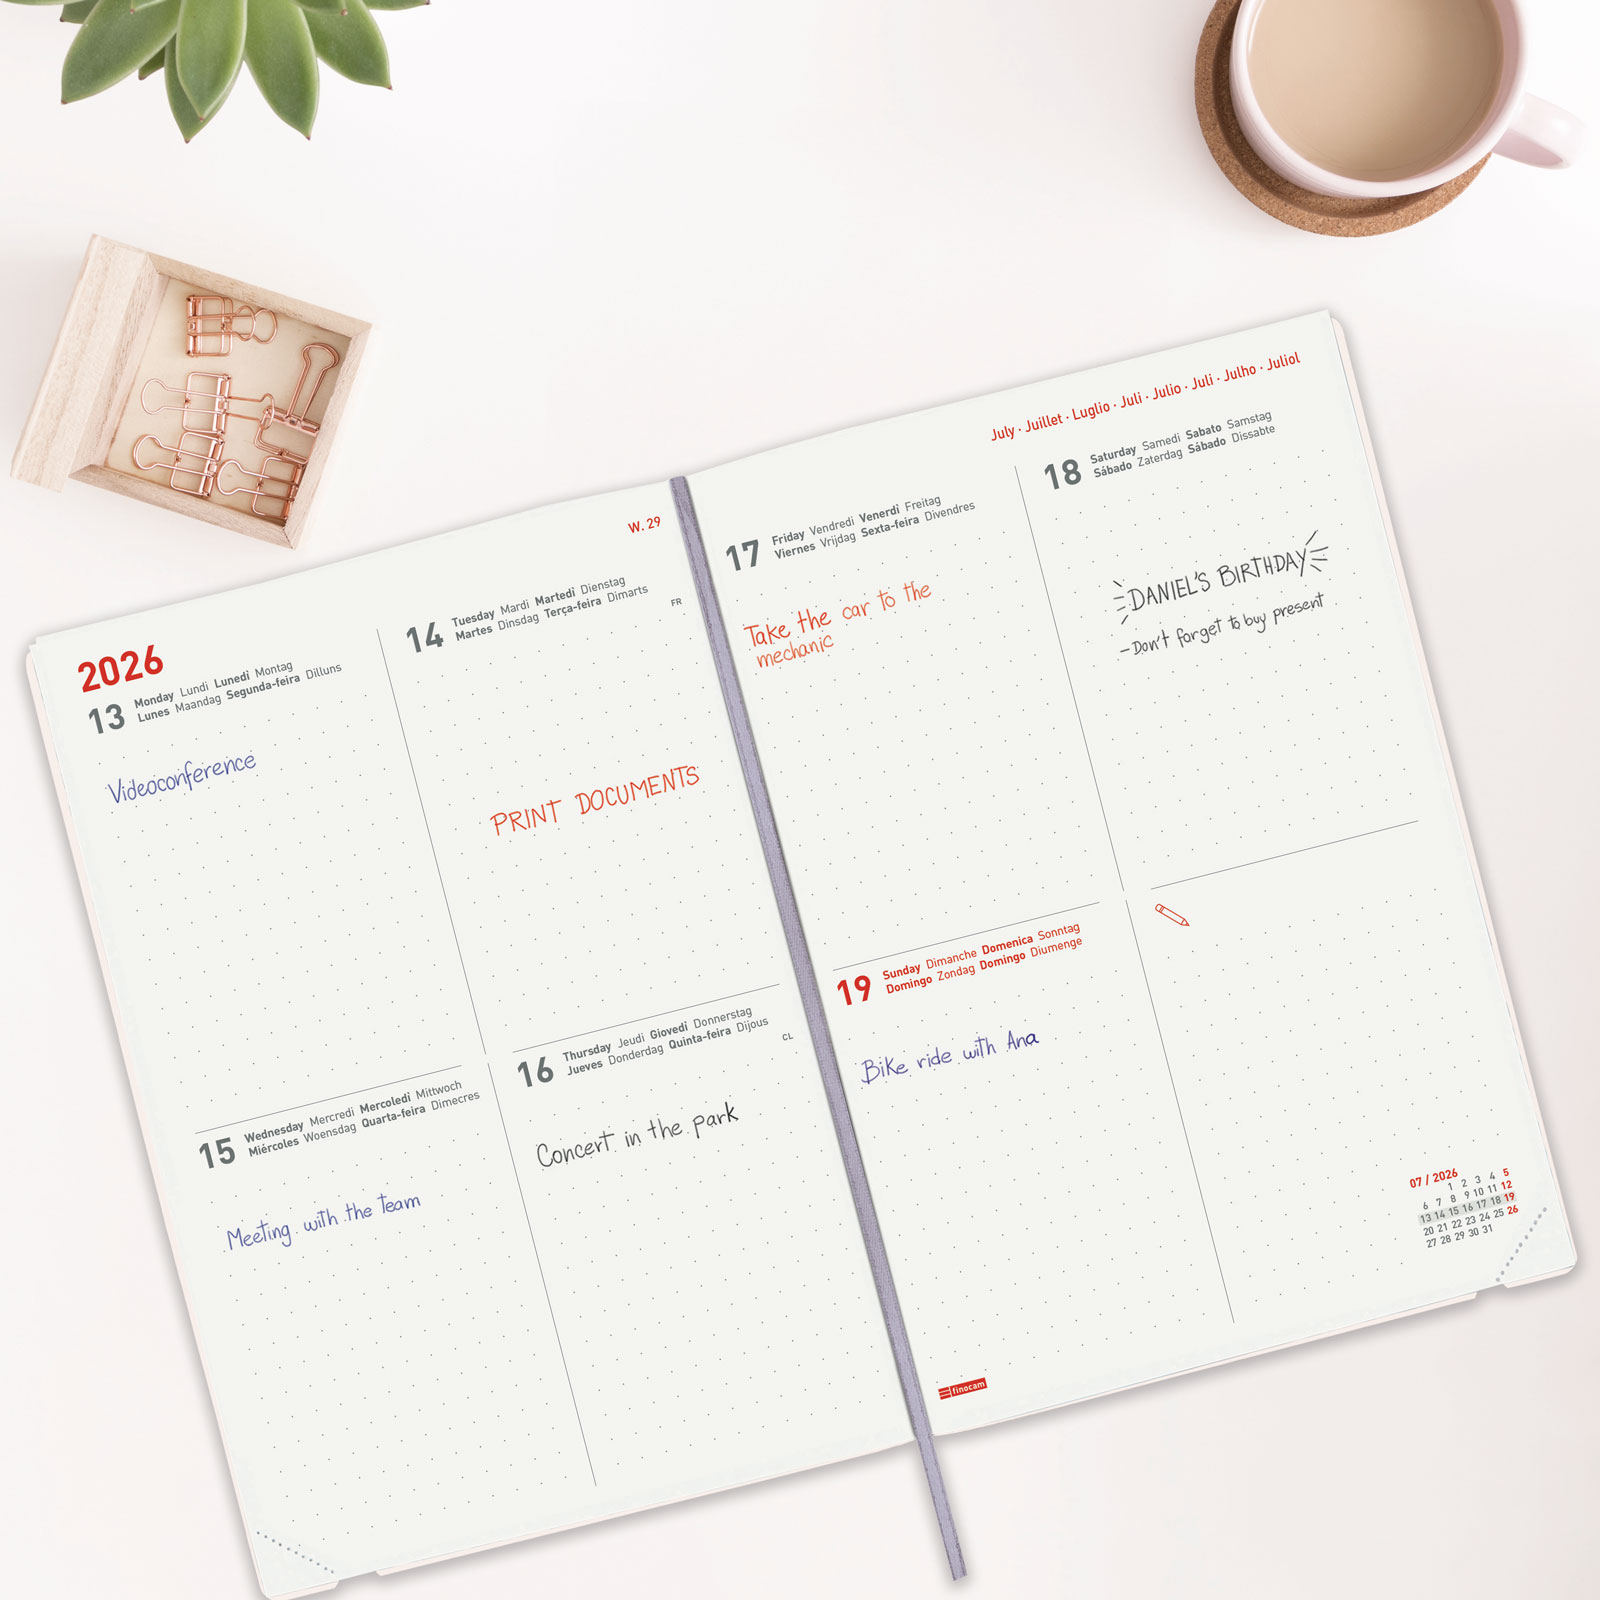 2026
W. 29
13 Monday Lundi Lunedì Montag
Lunes Maandag Segunda-feira Dilluns
Videoconference
14 Tuesday Mardi Martedì Dienstag
Martes Dinsdag Terça-feira Dimarts
FR
PRINT DOCUMENTS
15 Wednesday Mercredi Mercoledì Mittwoch
Miércoles Woensdag Quarta-feira Dimecres
Meeting with the team
16 Thursday Jeudi Giovedì Donnerstag
Jueves Donderdag Quinta-feira Dijous
CL
Concert in the park
July · Juillet · Luglio · Juli · Julio · Juli · Julho · Juliol
17 Friday Vendredi Venerdì Freitag
Viernes Vrijdag Sexta-feira Divendres
Take the car to the
mechanic
18 Saturday Samedi Sabato Samstag
Sábado Zaterdag Sábado Dissabte
DANIEL'S BIRTHDAY
- Don't forget to buy present
19 Sunday Dimanche Domenica Sonntag
Domingo Zondag Domingo Diumenge
Bike ride with Ana
07 / 2026
1 2 3 4 5
6 7 8 9 10 11 12
13 14 15 16 17 18 19
20 21 22 23 24 25 26
27 28 29 30 31
finocam